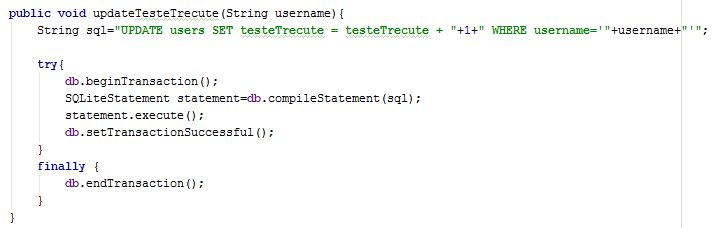 public void updateTesteTrecute(String username){
    String sql="UPDATE users SET testeTrecute = testeTrecute + "+1+" WHERE username='"+username+"'";
    try{
        db.beginTransaction();
        SQLiteStatement statement=db.compileStatement(sql);
        statement.execute();
        db.setTransactionSuccessful();
    }
    finally {
        db.endTransaction();
    }
}